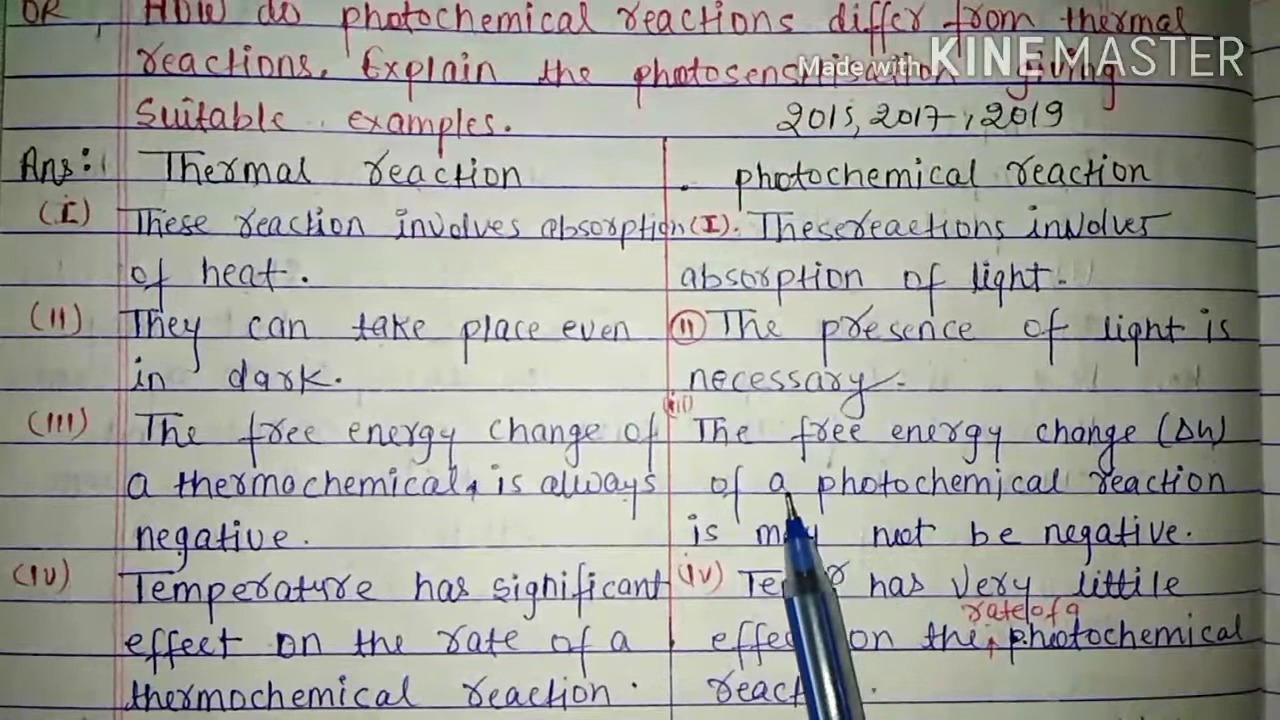 OR, How do photochemical reactions differ from thermal
reactions. Explain the giving
Made with KINEMASTER
Suitable examples. 2015, 2017, 2019
Ans: Thermal reaction photochemical reaction
(I) These reaction involves absorption
of heat.
(II) They can take place even
in dark.
(III) The free energy change of
a thermochemical is always
negative.
(IV) Temperature has significant
effect on the rate of a
thermochemical reaction.
(I). These reactions involves
absorption of light.
(II) The presence of light is
necessary.
(iii) The free energy change
of a photochemical reaction
is may not be negative.
(IV) has very littile
rate of a
effect on the photochemical